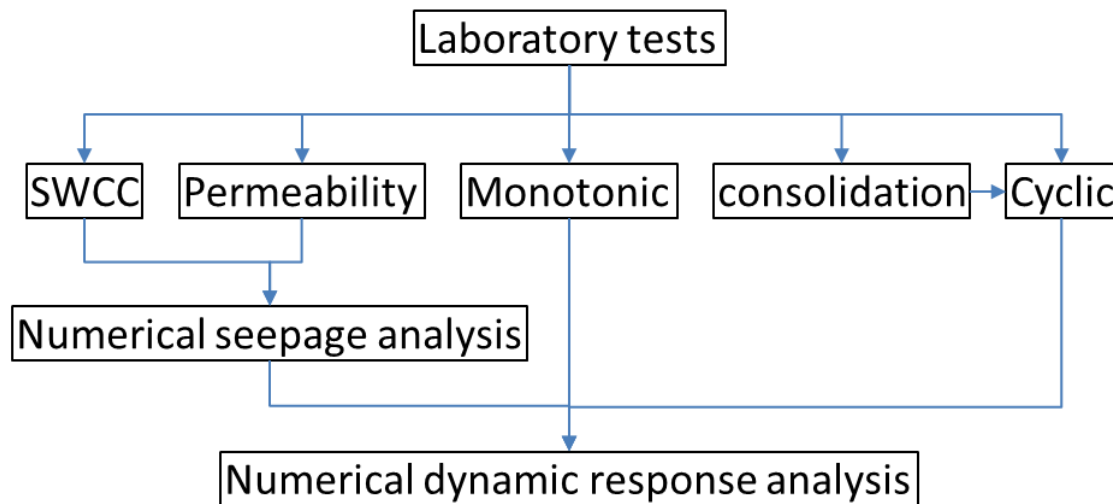 Laboratory tests
SWCC
Permeability
Monotonic
consolidation
Cyclic
Numerical seepage analysis
Numerical dynamic response analysis